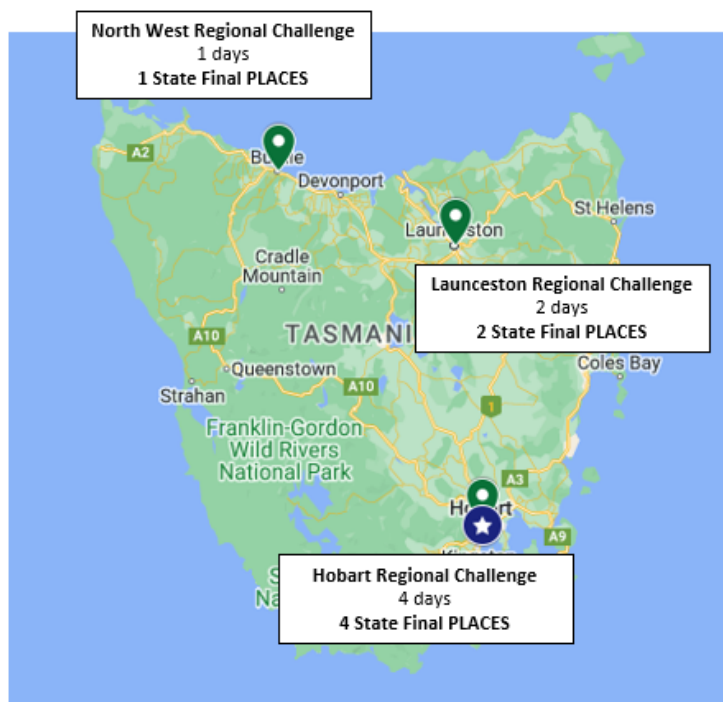 North West Regional Challenge
1 days
1 State Final PLACES
A2
Devonport
St Helens
Cradle
Mountain
Launceston Regional Challenge
2 days
2 State Final PLACES
A10
Queenstown
Coles Bay
Strahan
A10
1
Franklin-Gordon
Wild Rivers
National Park
A3
A9
Hobart Regional Challenge
4 days
4 State Final PLACES